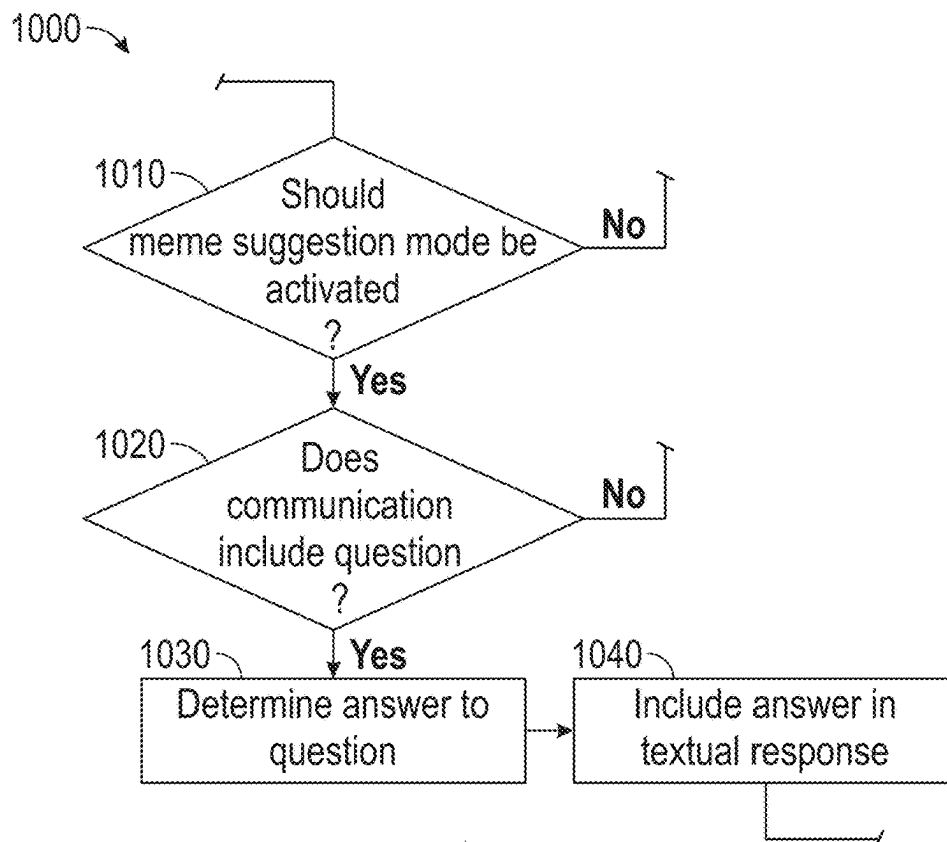 1000
1010
Should
meme suggestion mode be
activated
?
No
Yes
1020
Does
communication
include question
?
No
Yes
1030
Determine answer to
question
1040
Include answer in
textual response